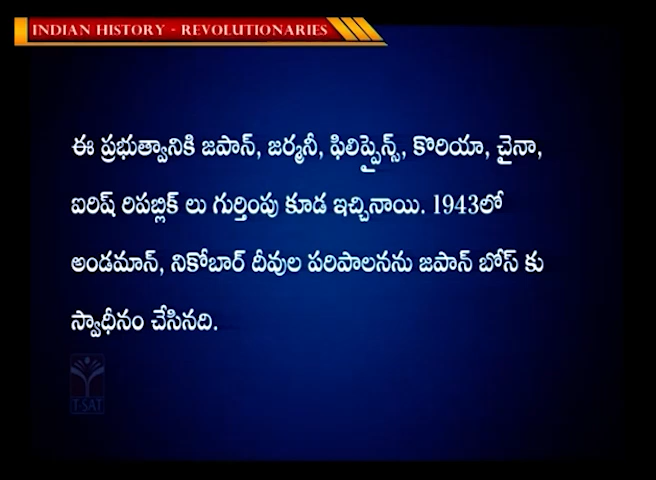 INDIAN HISTORY - REVOLUTIONARIES
ఈ ప్రభుత్వానికి జపాన్, జర్మనీ, ఫిలిప్పైన్స్, కొరియా, చైనా,
ఐరిష్ రిపబ్లిక్ లు గుర్తింపు కూడ ఇచ్చినాయి. 1943లో
అండమాన్, నికోబార్ దీవుల పరిపాలనను జపాన్ బోస్ కు
స్వాధీనం చేసినది.
T-SAT